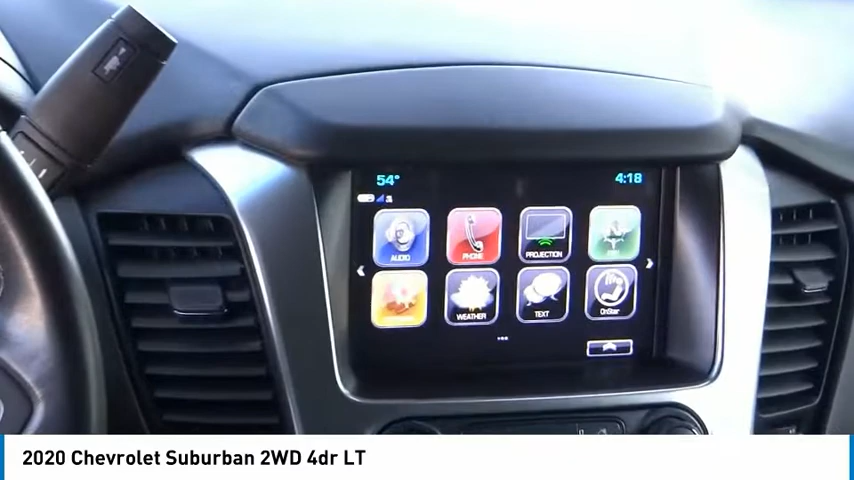 54°
4:18
AUDIO
PHONE
PROJECTION
WEATHER
TEXT
OnStar
2020 Chevrolet Suburban 2WD 4dr LT